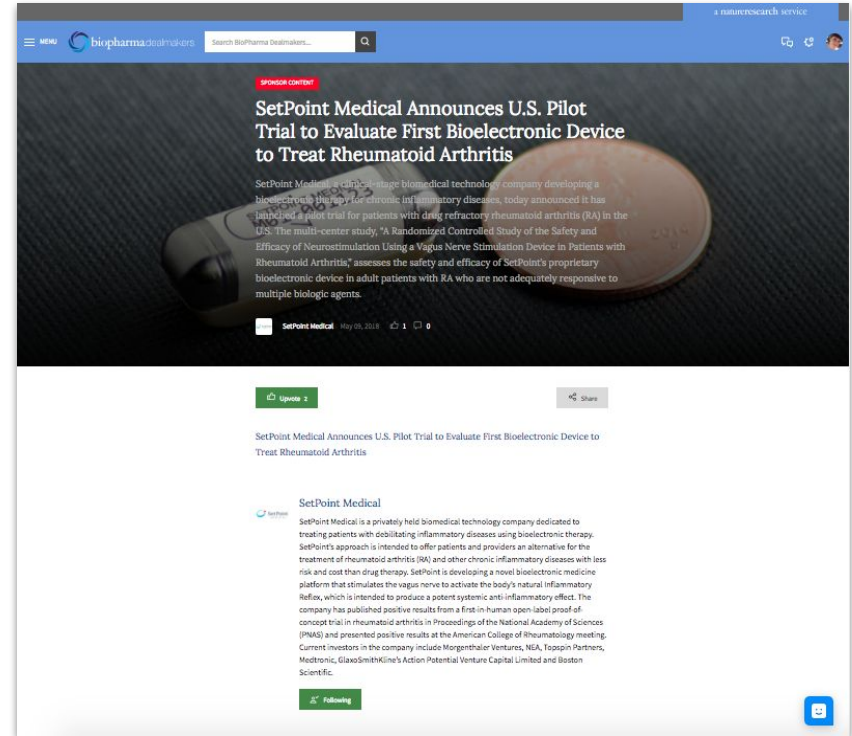 a natureresearch service
MENU
biopharmadealmakers
Search BioPharma Dealmakers...
SPONSOR CONTENT
SetPoint Medical Announces U.S. Pilot
Trial to Evaluate First Bioelectronic Device
to Treat Rheumatoid Arthritis
SetPoint Medical, a clinical-stage biomedical technology company developing a
bioelectronic therapy for chronic inflammatory diseases, today announced it has
launched a pilot trial for patients with drug refractory rheumatoid arthritis (RA) in the
U.S. The multi-center study, "A Randomized Controlled Study of the Safety and
Efficacy of Neurostimulation Using a Vagus Nerve Stimulation Device in Patients with
Rheumatoid Arthritis," assesses the safety and efficacy of SetPoint's proprietary
bioelectronic device in adult patients with RA who are not adequately responsive to
multiple biologic agents.
SetPoint Medical May 09, 2018 1 0
Upvote 2
Share
SetPoint Medical Announces U.S. Pilot Trial to Evaluate First Bioelectronic Device to
Treat Rheumatoid Arthritis
SetPoint
SetPoint Medical
SetPoint Medical is a privately held biomedical technology company dedicated to
treating patients with debilitating inflammatory diseases using bioelectronic therapy.
SetPoint's approach is intended to offer patients and providers an alternative for the
treatment of rheumatoid arthritis (RA) and other chronic inflammatory diseases with less
risk and cost than drug therapy. SetPoint is developing a novel bioelectronic medicine
platform that stimulates the vagus nerve to activate the body's natural Inflammatory
Reflex, which is intended to produce a potent systemic anti-inflammatory effect. The
company has published positive results from a first-in-human open-label proof-of-
concept trial in rheumatoid arthritis in Proceedings of the National Academy of Sciences
(PNAS) and presented positive results at the American College of Rheumatology meeting.
Current investors in the company include Morgenthaler Ventures, NEA, Topspin Partners,
Medtronic, GlaxoSmithKline's Action Potential Venture Capital Limited and Boston
Scientific.
Following